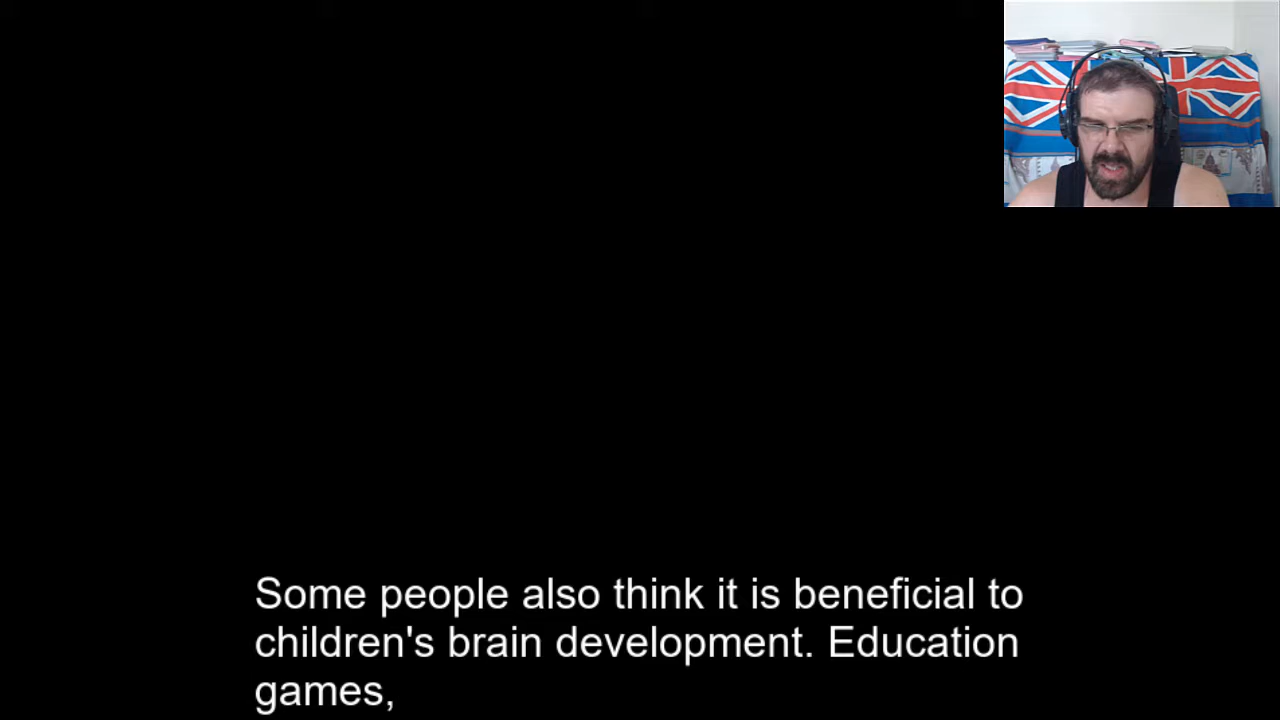 Some people also think it is beneficial to
children's brain development. Education
games,